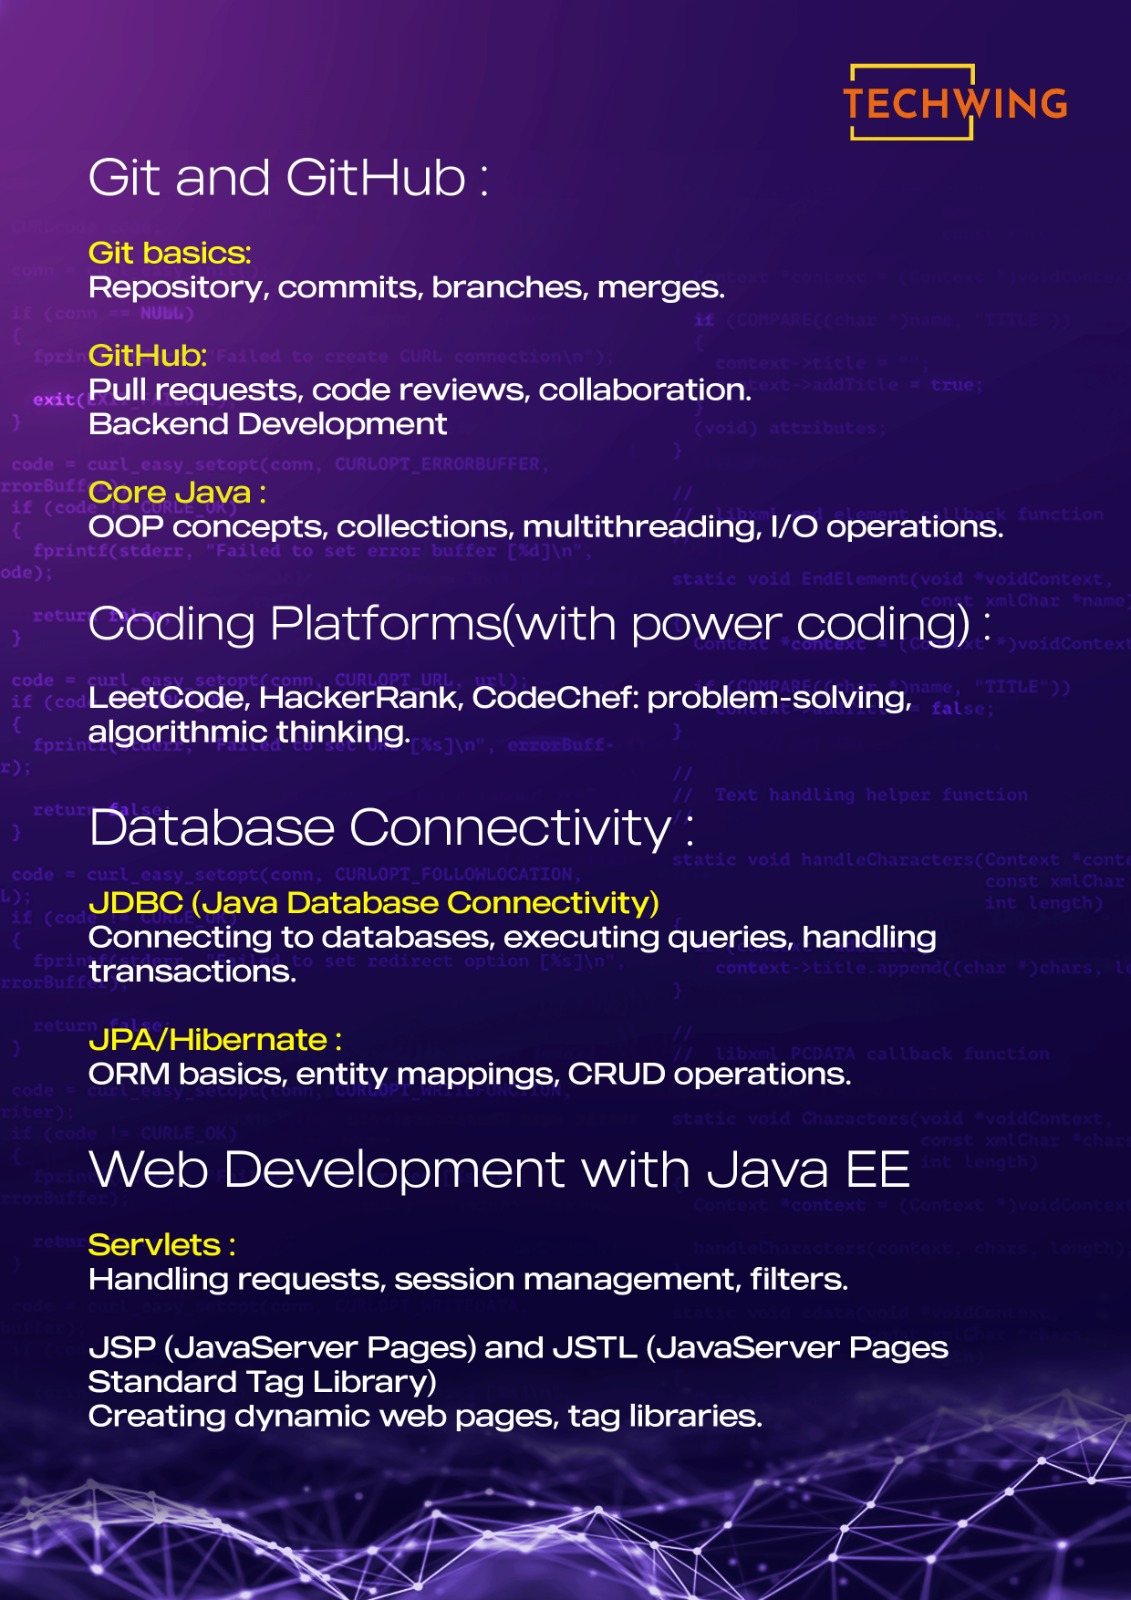 TECHWING
Git and GitHub :
Git basics:
Repository, commits, branches, merges.
GitHub:
Pull requests, code reviews, collaboration.
Backend Development
Core Java :
OOP concepts, collections, multithreading, I/O operations.
Coding Platforms(with power coding) :
LeetCode, HackerRank, CodeChef: problem-solving,
algorithmic thinking.
Database Connectivity :
JDBC (Java Database Connectivity)
Connecting to databases, executing queries, handling
transactions.
JPA/Hibernate :
ORM basics, entity mappings, CRUD operations.
Web Development with Java EE
Servlets :
Handling requests, session management, filters.
JSP (JavaServer Pages) and JSTL (JavaServer Pages
Standard Tag Library)
Creating dynamic web pages, tag libraries.